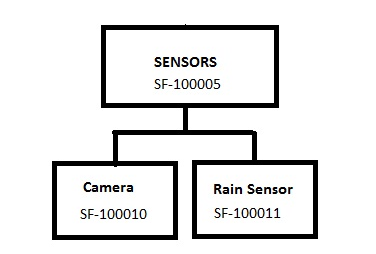 SENSORS
SF-100005
Camera
SF-100010
Rain Sensor
SF-100011